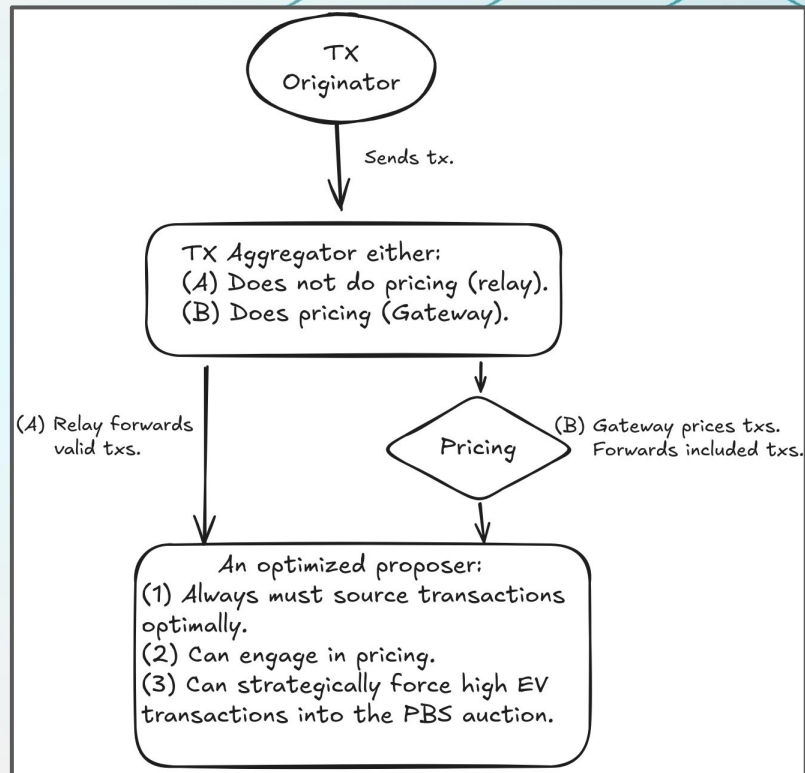 TX
Originator
Sends tx.
TX Aggregator either:
(A) Does not do pricing (relay).
(B) Does pricing (Gateway).
(A) Relay forwards
valid txs.
Pricing
(B) Gateway prices txs.
Forwards included txs.
An optimized proposer:
(1) Always must source transactions
optimally.
(2) Can engage in pricing.
(3) Can strategically force high EV
transactions into the PBS auction.